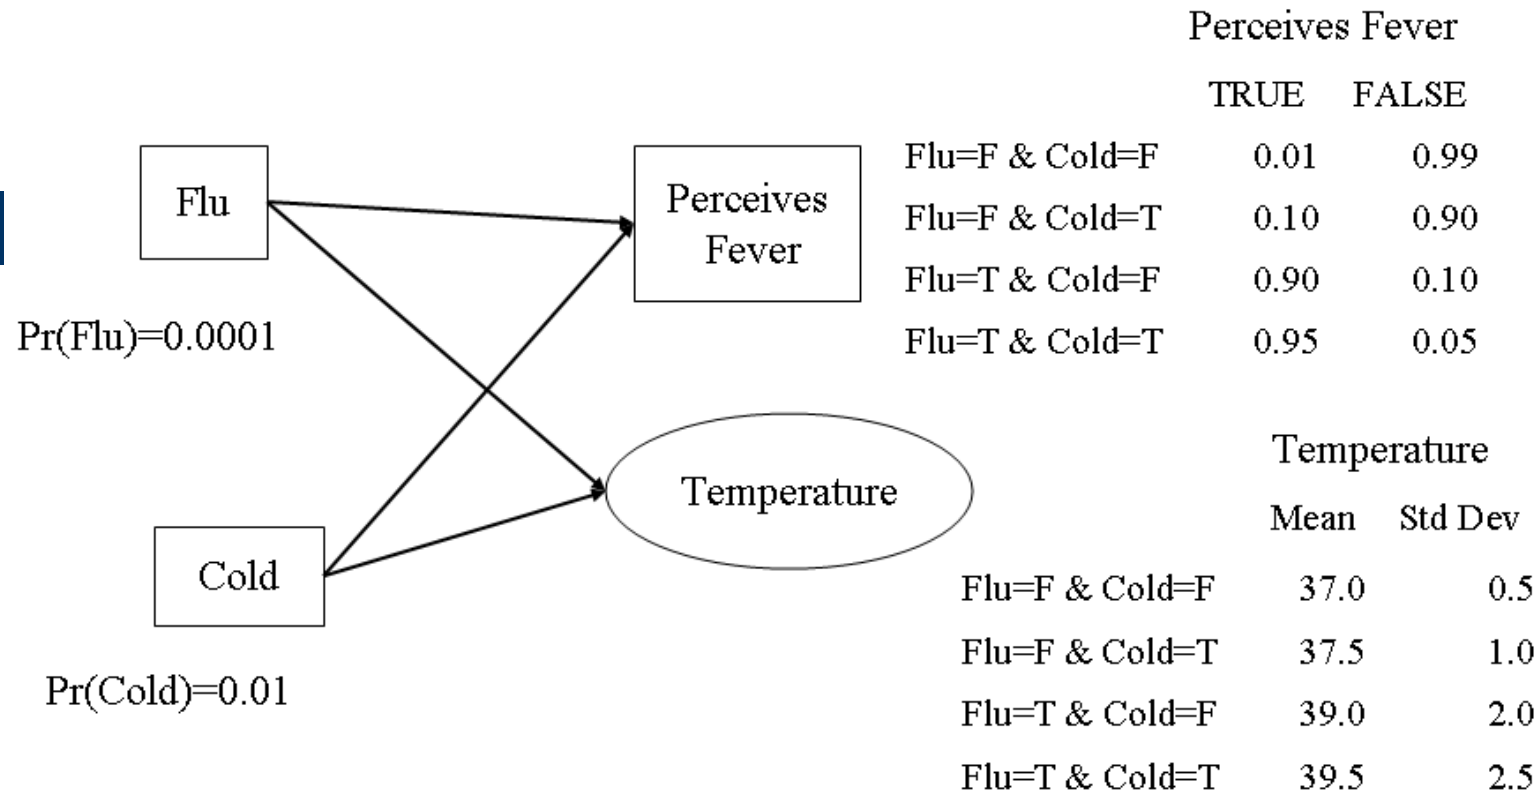 Perceives Fever
TRUE FALSE
Flu=F & Cold=F 0.01 0.99
Flu=F & Cold=T 0.10 0.90
Flu=T & Cold=F 0.90 0.10
Flu=T & Cold=T 0.95 0.05
Flu
Perceives
Fever
Pr(Flu)=0.0001
Temperature
Cold
Pr(Cold)=0.01
Temperature
Mean Std Dev
Flu=F & Cold=F 37.0 0.5
Flu=F & Cold=T 37.5 1.0
Flu=T & Cold=F 39.0 2.0
Flu=T & Cold=T 39.5 2.5